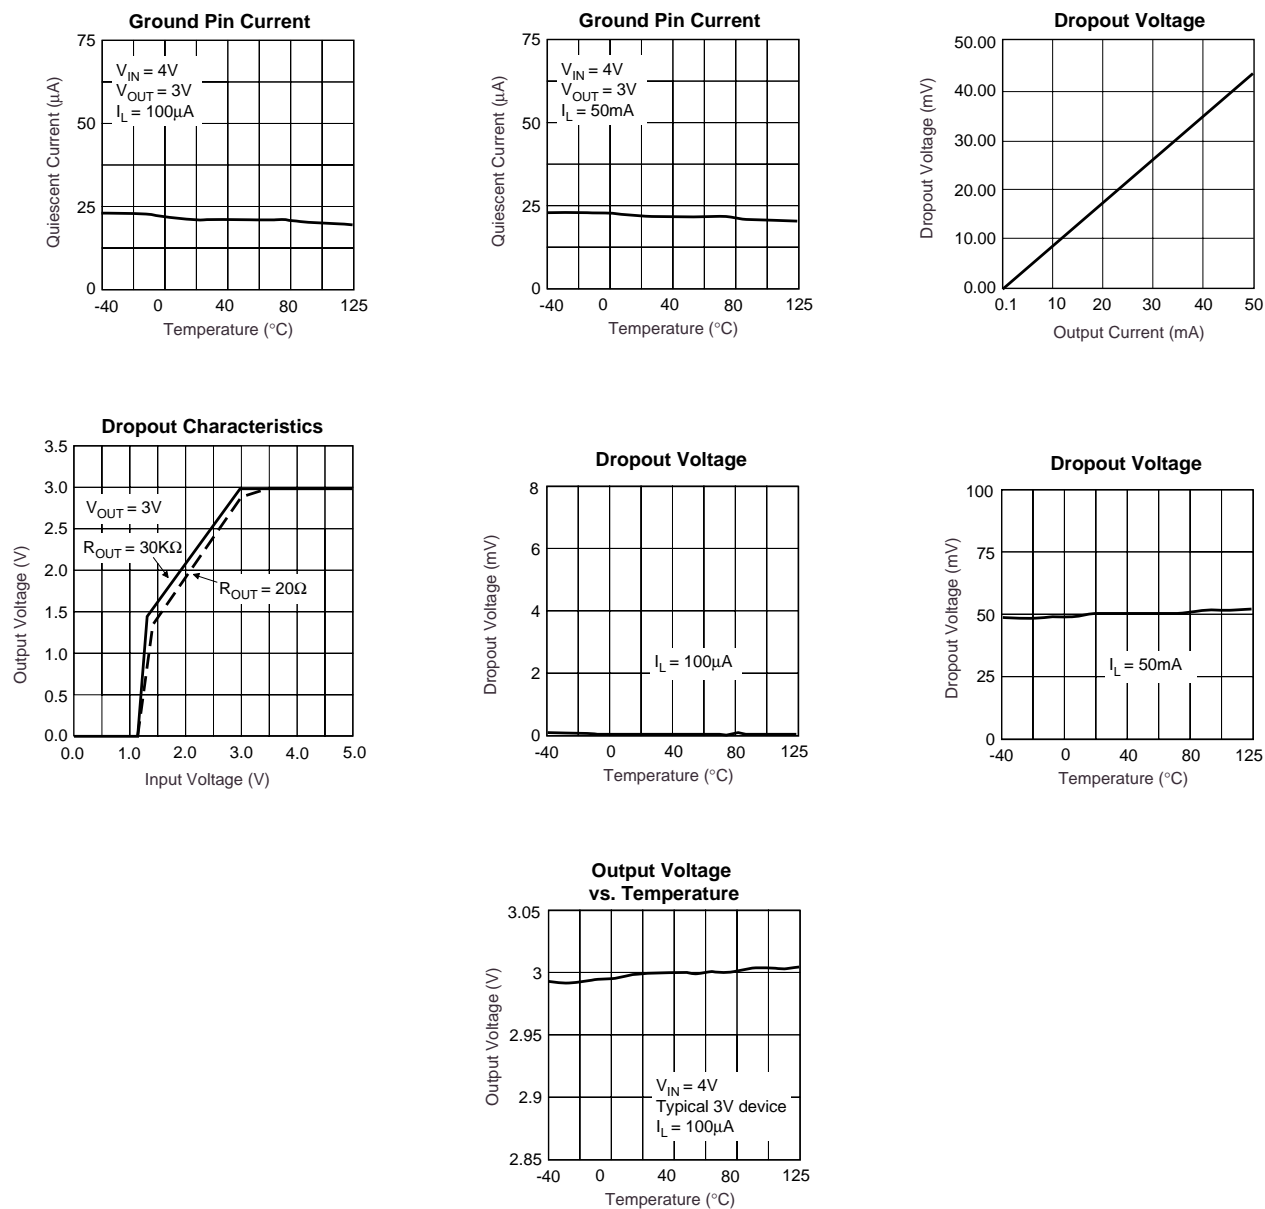 Ground Pin Current
75
50
25
0
Quiescent Current (μA)
V_IN = 4V
V_OUT = 3V
I_L = 100μA
-40 0 40 80 125
Temperature (°C)
Ground Pin Current
75
50
25
0
Quiescent Current (μA)
V_IN = 4V
V_OUT = 3V
I_L = 50mA
-40 0 40 80 125
Temperature (°C)
Dropout Voltage
50.00
40.00
30.00
20.00
10.00
0.00
Dropout Voltage (mV)
0.1 10 20 30 40 50
Output Current (mA)
Dropout Characteristics
3.5
3.0
2.5
2.0
1.5
1.0
0.5
0.0
Output Voltage (V)
V_OUT = 3V
R_OUT = 30KΩ
R_OUT = 20Ω
0.0 1.0 2.0 3.0 4.0 5.0
Input Voltage (V)
Dropout Voltage
8
6
4
2
0
Dropout Voltage (mV)
I_L = 100μA
-40 0 40 80 125
Temperature (°C)
Dropout Voltage
100
75
50
25
0
Dropout Voltage (mV)
I_L = 50mA
-40 0 40 80 125
Temperature (°C)
Output Voltage
vs. Temperature
3.05
3
2.95
2.9
2.85
Output Voltage (V)
V_IN = 4V
Typical 3V device
I_L = 100μA
-40 0 40 80 125
Temperature (°C)